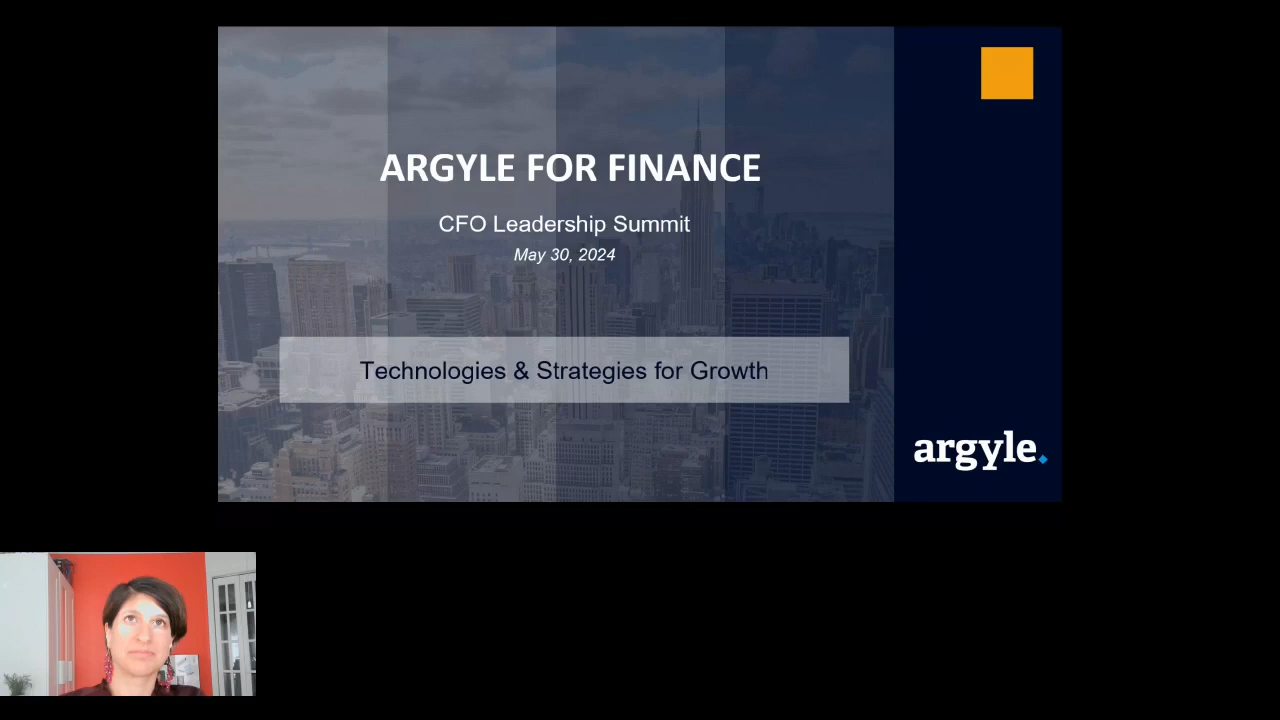 ARGYLE FOR FINANCE
CFO Leadership Summit
May 30, 2024
Technologies & Strategies for Growth
argyle.